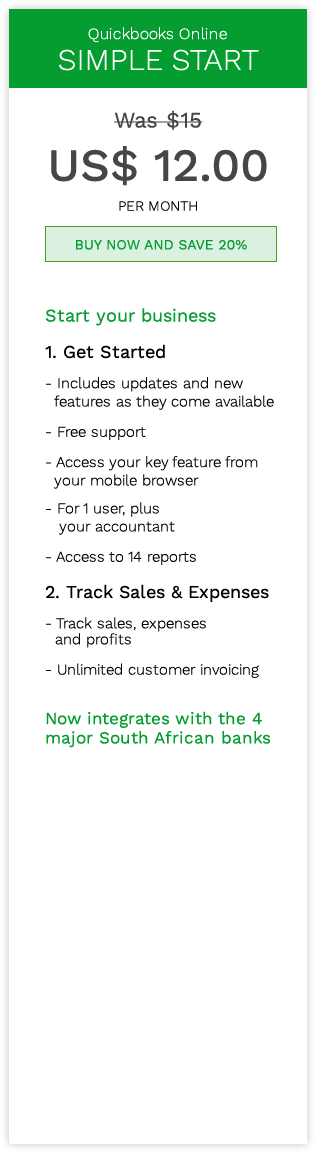 Quickbooks Online
SIMPLE START
Was $15
US$ 12.00
PER MONTH
BUY NOW AND SAVE 20%
Start your business
1. Get Started
- Includes updates and new
features as they come available
- Free support
- Access your key feature from
your mobile browser
- For 1 user, plus
your accountant
- Access to 14 reports
2. Track Sales & Expenses
- Track sales, expenses
and profits
- Unlimited customer invoicing
Now integrates with the 4
major South African banks